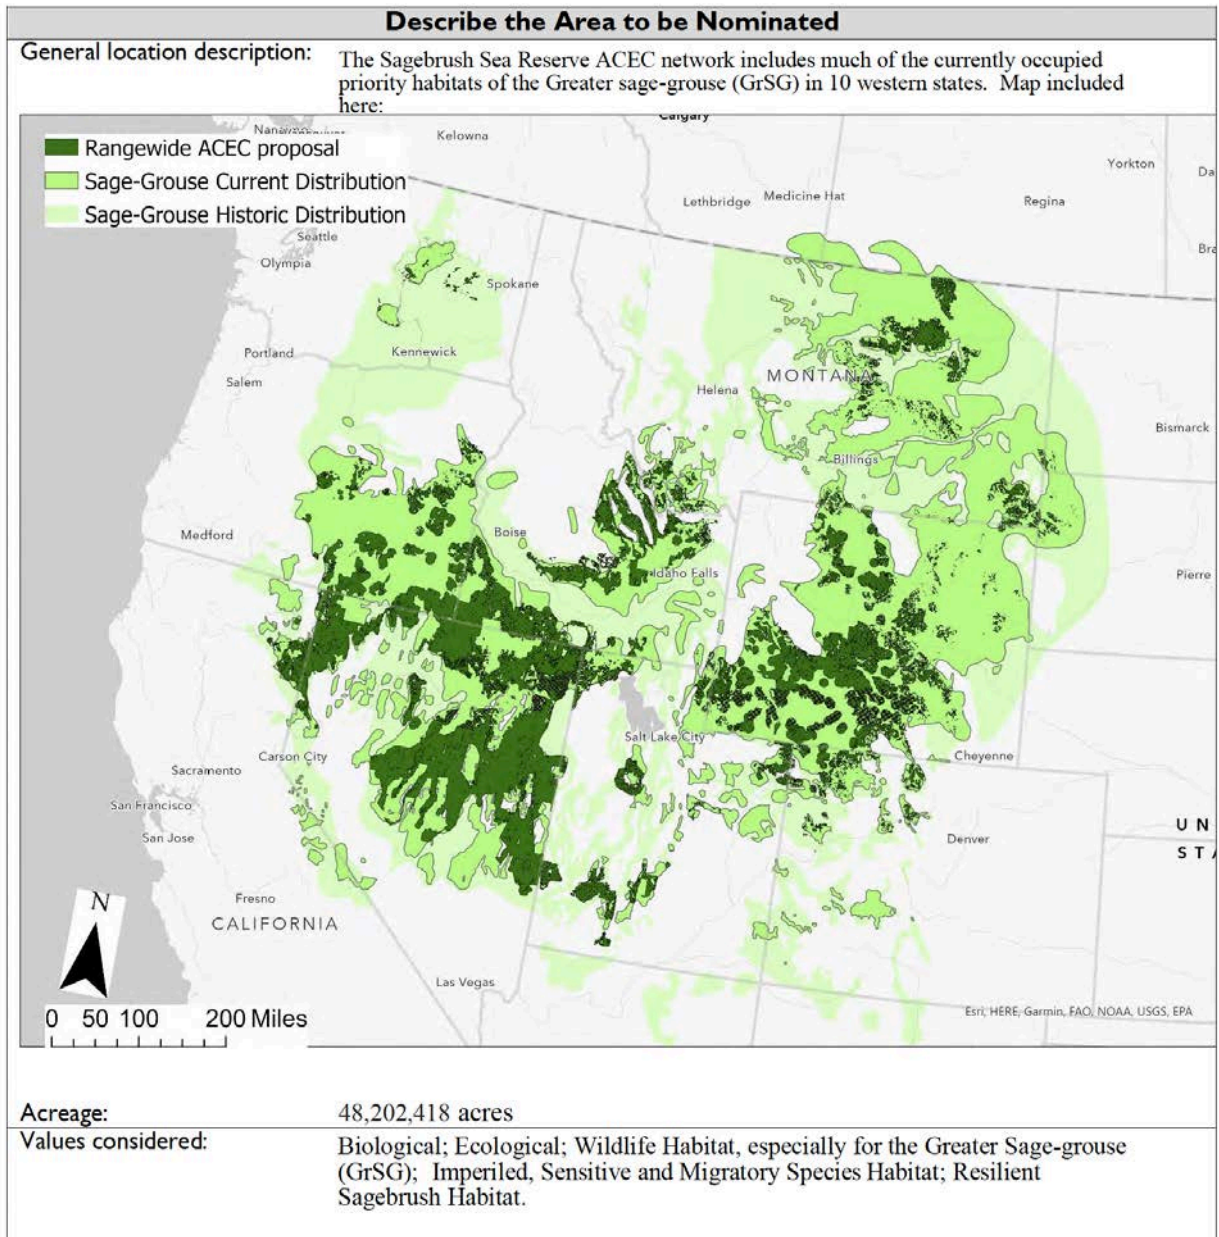 Describe the Area to be Nominated
General location description:
The Sagebrush Sea Reserve ACEC network includes much of the currently occupied
priority habitats of the Greater sage-grouse (GrSG) in 10 western states.  Map included
here:
Calgary
Kelowna
Rangewide ACEC proposal
Sage-Grouse Current Distribution
Sage-Grouse Historic Distribution
Yorkton
Lethbridge
Medicine Hat
Regina
Seattle
Olympia
Spokane
Portland
Kennewick
Salem
Helena
MONTANA
Bismarck
Billings
Medford
Boise
Idaho Falls
Pierre
Salt Lake City
Carson City
Cheyenne
Sacramento
San Francisco
San Jose
Denver
U N
S T
Fresno
CALIFORNIA
N
Las Vegas
Esri, HERE, Garmin, FAO, NOAA, USGS, EPA
0 50 100 200 Miles
Acreage:
48,202,418 acres
Values considered:
Biological; Ecological; Wildlife Habitat, especially for the Greater Sage-grouse
(GrSG);  Imperiled, Sensitive and Migratory Species Habitat; Resilient
Sagebrush Habitat.